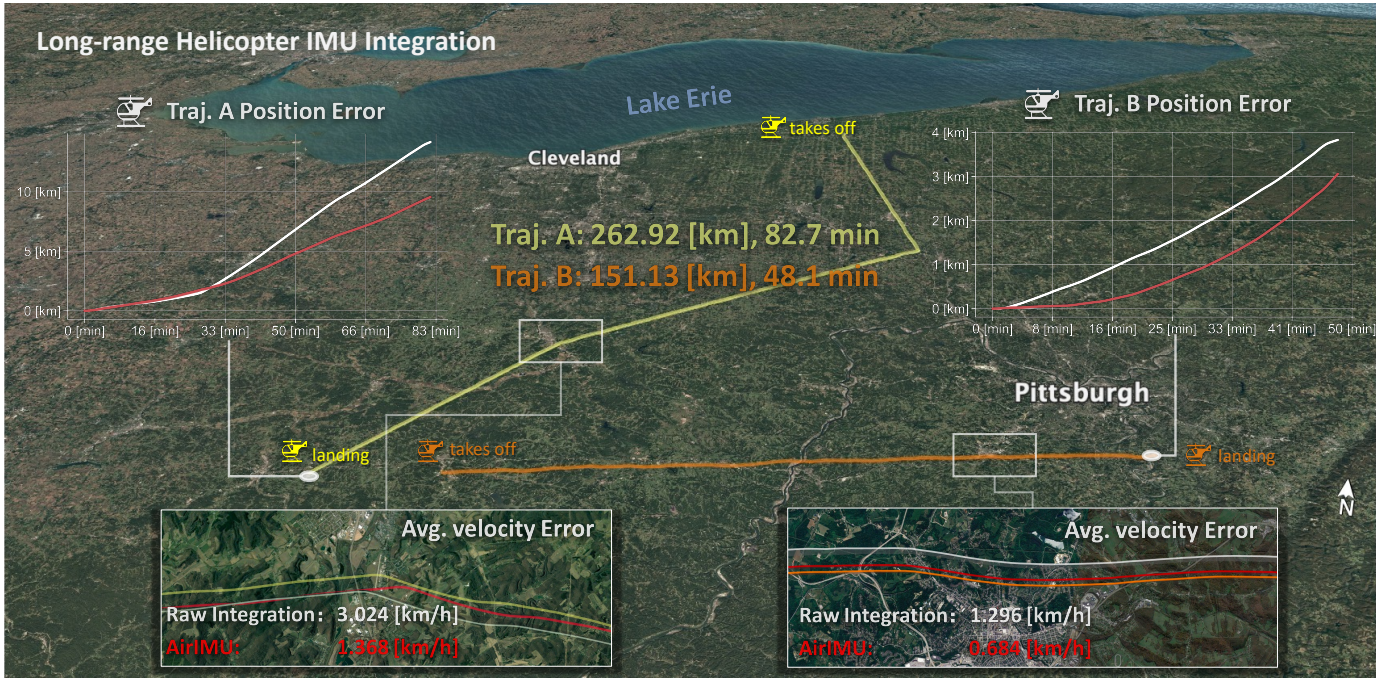 Long-range Helicopter IMU Integration
Traj. A Position Error
Lake Erie
Traj. B Position Error
takes off
Cleveland
10 [km]
5 [km]
0 [km]
0 [min] 16 [min] 33 [min] 50 [min] 66 [min] 83 [min]
4 [km]
3 [km]
2 [km]
1 [km]
0 [km]
0 [min] 8 [min] 16 [min] 25 [min] 33 [min] 41 [min] 50 [min]
Traj. A: 262.92 [km], 82.7 min
Traj. B: 151.13 [km], 48.1 min
Pittsburgh
landing
takes off
landing
N
Avg. velocity Error
Raw Integration: 3.024 [km/h]
AirIMU: 1.368 [km/h]
Avg. velocity Error
Raw Integration: 1.296 [km/h]
AirIMU: 0.684 [km/h]